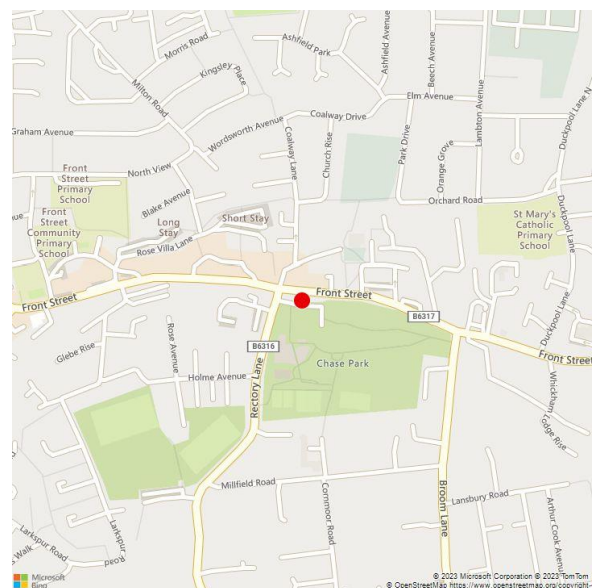 Ashfield Park
Morris Road
Kingsley Place
Milton Road
Beech Avenue
Elm Avenue
Lambton Avenue
Duckpool Lane N
Coalway Drive
Wordsworth Avenue
Graham Avenue
Coalway Lane
Church Rise
Park Drive
Orange Grove
North View
Front
Street
Primary
School
Blake Avenue
Orchard Road
Duckpool Lane
Front
Street
Community
Primary
School
Long
Stay
Short Stay
St Mary's
Catholic
Primary
School
Rose Villa Lane
Front Street
Front Street
B6317
Duckpool Lane
Glebe Rise
Rose Avenue
B6316
Front Street
Chase Park
Holme Avenue
Rectory Lane
Whickham
Lodge Rise
Millfield Road
Cornmoor Road
Broom Lane
Lansbury Road
Arthur Cook Avenue
Larkspur Road
Larkspur Road
Walk
Microsoft
Bing
© 2023 Microsoft Corporation © 2023 TomTom
© OpenStreetMap https://www.openstreetmap.org/copyright